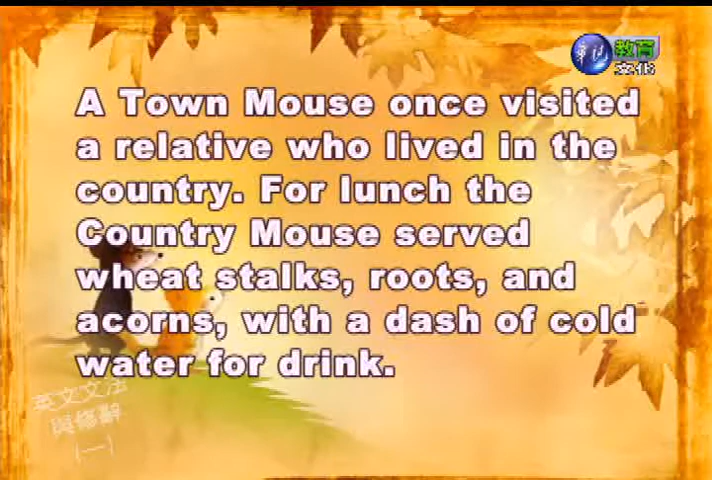 華視
教育
文化
A Town Mouse once visited
a relative who lived in the
country. For lunch the
Country Mouse served
wheat stalks, roots, and
acorns, with a dash of cold
water for drink.
英文文法
與修辭
(一)